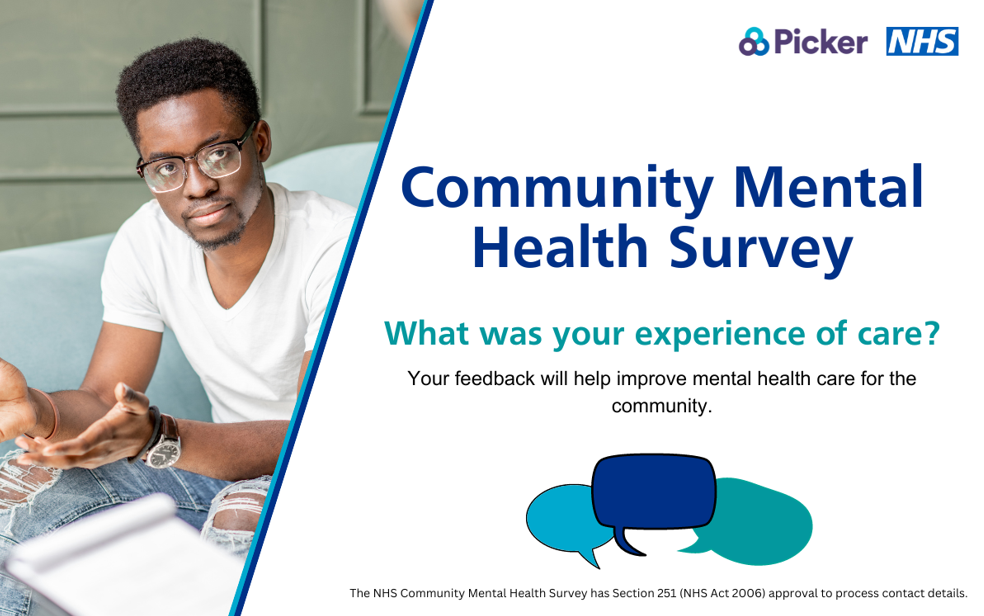 Picker NHS
Community Mental
Health Survey
What was your experience of care?
Your feedback will help improve mental health care for the
community.
The NHS Community Mental Health Survey has Section 251 (NHS Act 2006) approval to process contact details.